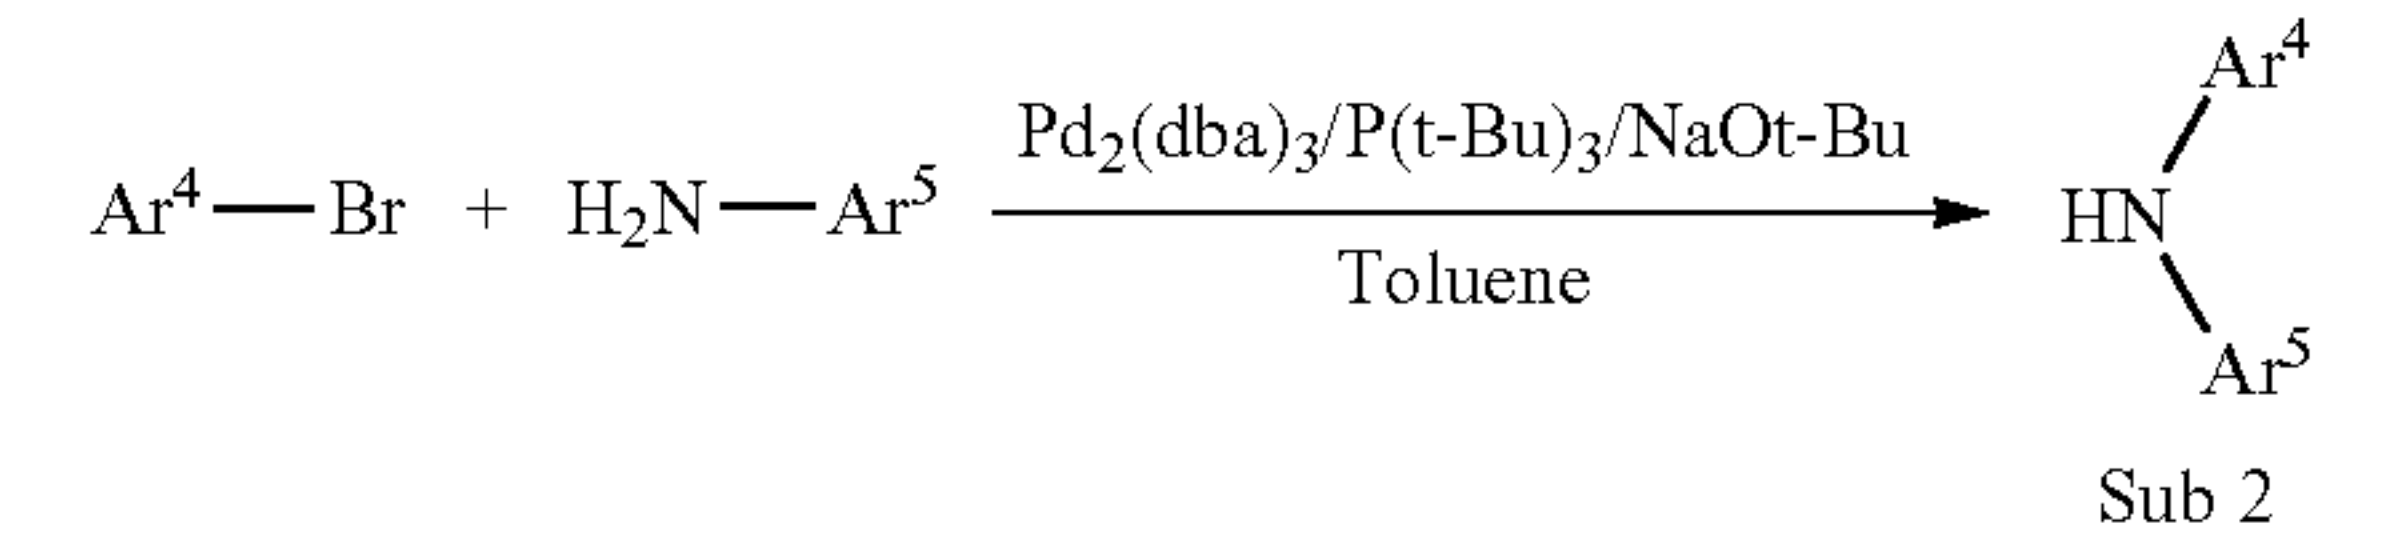 Ar⁴—Br + H₂N—Ar⁵
Pd₂(dba)₃/P(t-Bu)₃/NaOt-Bu
Toluene
Ar⁴
HN
Ar⁵
Sub 2